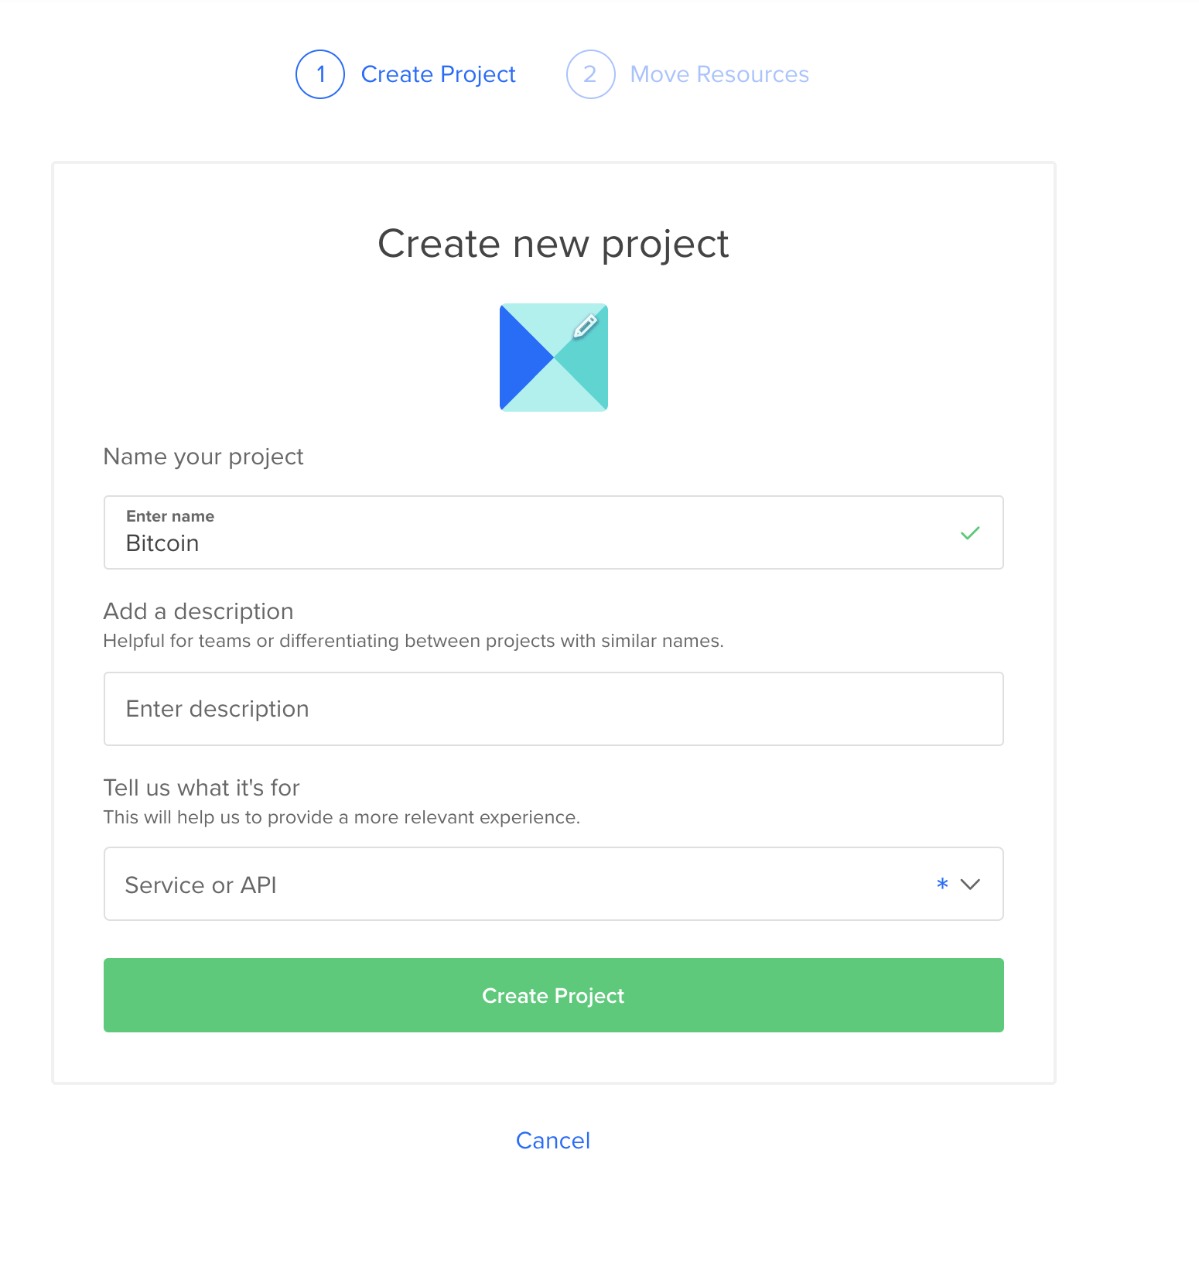 1 Create Project 2 Move Resources
Create new project
Name your project
Enter name
Bitcoin
Add a description
Helpful for teams or differentiating between projects with similar names.
Enter description
Tell us what it's for
This will help us to provide a more relevant experience.
Service or API *
Create Project
Cancel